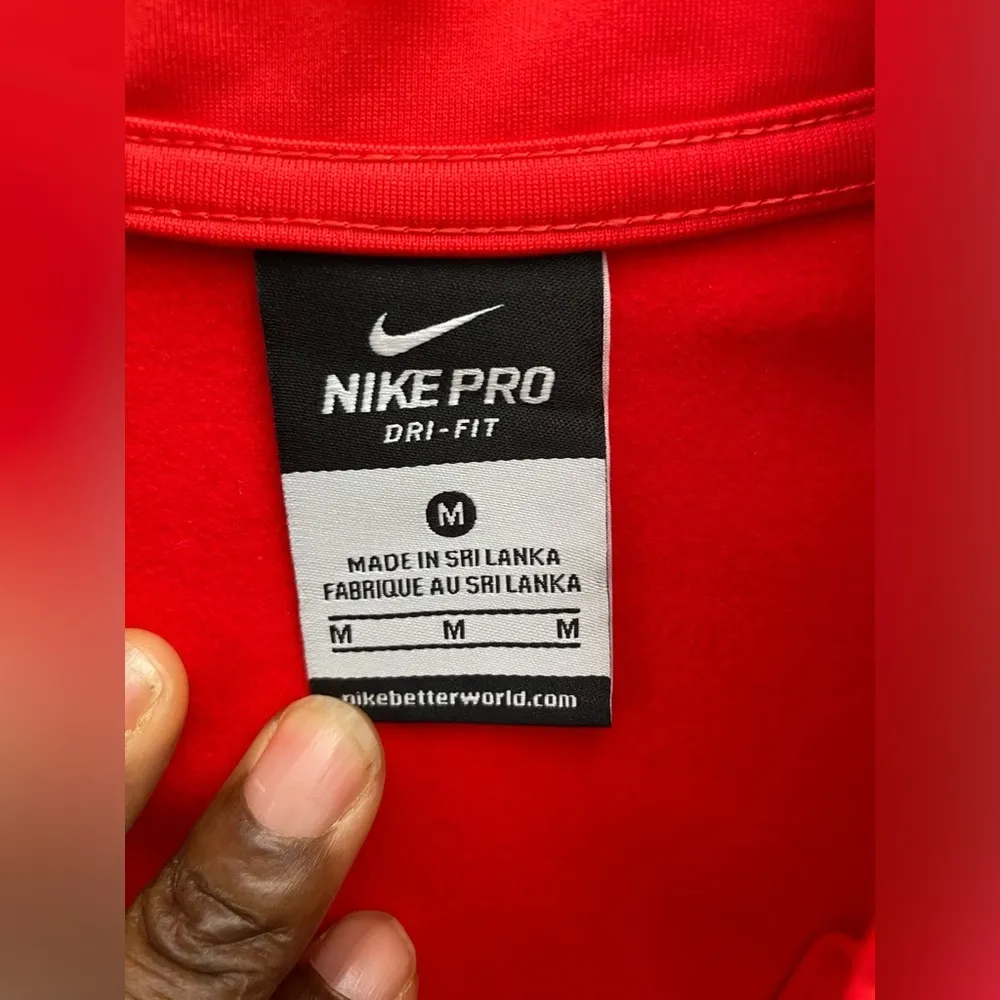 NIKE PRO
DRI-FIT
M
MADE IN SRI LANKA
FABRIQUE AU SRI LANKA
M M M
nikebetterworld.com